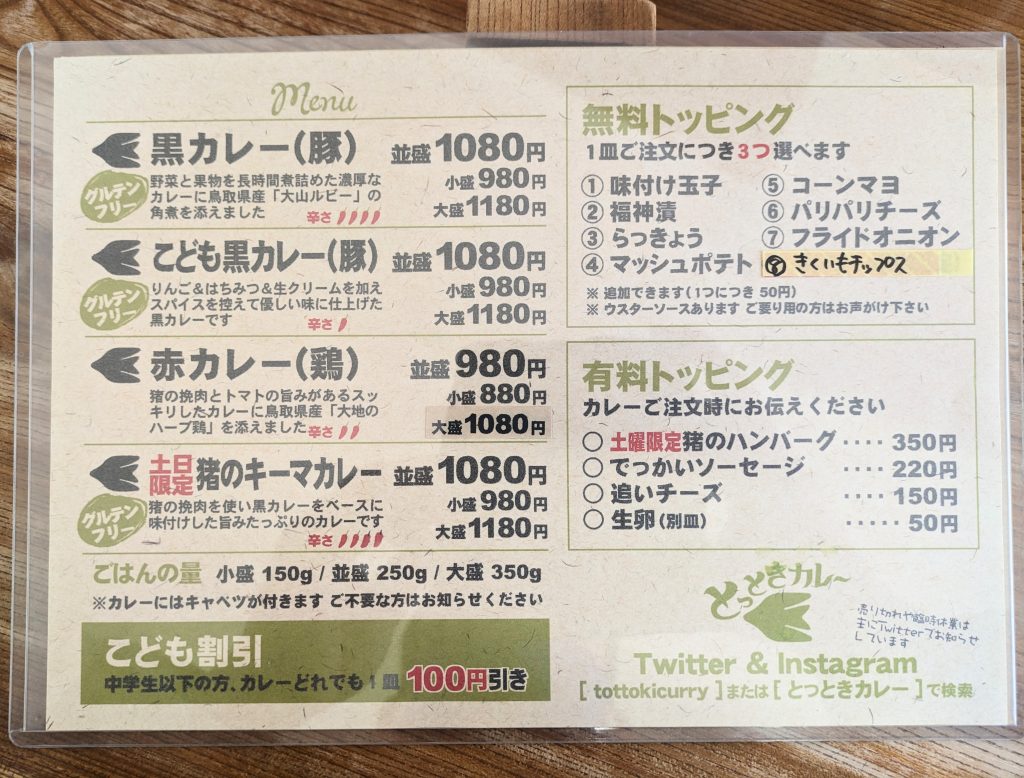 Menu
黒カレー(豚) 並盛 1080円
グルテンフリー
野菜と果物を長時間煮詰めた濃厚な
カレーに鳥取県産「大山ルビー」の
角煮を添えました 辛さ
小盛 980円
大盛 1180円
こども黒カレー(豚) 並盛 1080円
グルテンフリー
りんご&はちみつ&生クリームを加え
スパイスを控えて優しい味に仕上げた
黒カレーです 辛さ
小盛 980円
大盛 1180円
赤カレー(鶏) 並盛 980円
猪の挽肉とトマトの旨みがあるスッ
キリしたカレーに鳥取県産「大地の
ハーブ鶏」を添えました 辛さ
小盛 880円
大盛 1080円
土日限定 猪のキーマカレー 並盛 1080円
グルテンフリー
猪の挽肉を使い黒カレーをベースに
味付けした旨みたっぷりのカレーです
辛さ
小盛 980円
大盛 1180円
ごはんの量 小盛 150g / 並盛 250g / 大盛 350g
※カレーにはキャベツが付きます ご不要な方はお知らせください
こども割引
中学生以下の方、カレーどれでも1皿 100円引き
無料トッピング
1皿ご注文につき3つ選べます
① 味付け玉子
② 福神漬
③ らっきょう
④ マッシュポテト
⑤ コーンマヨ
⑥ パリパリチーズ
⑦ フライドオニオン
⑧ きくいもチップス
※ 追加できます(1つにつき 50円)
※ ウスターソースあります ご要り用の方はお声がけ下さい
有料トッピング
カレーご注文時にお伝えください
○ 土曜限定猪のハンバーグ ···· 350円
○ でっかいソーセージ ···· 220円
○ 追いチーズ ····· 150円
○ 生卵(別皿) ····· 50円
とっときカレー
売り切れや臨時休業は
主にTwitterでお知らせ
しています
Twitter & Instagram
[ tottokicurry ]または[ とっときカレー ]で検索